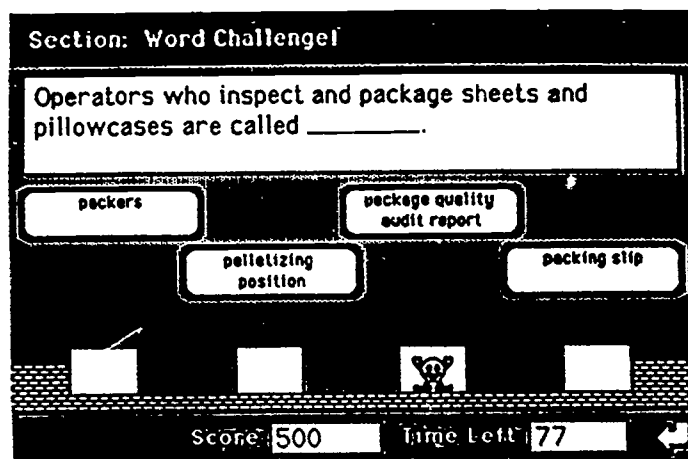 Section: Word Challenge!
Operators who inspect and package sheets and
pillowcases are called ________.
packers
package quality
audit report
palletizing
position
packing slip
Score: 500 Time Left: 77